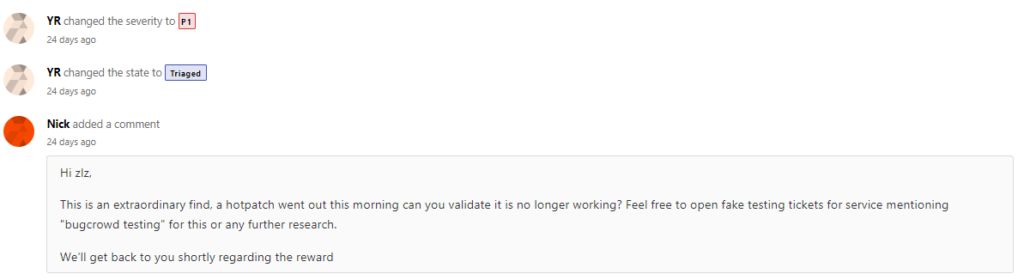 YR changed the severity to P1
24 days ago
YR changed the state to Triaged
24 days ago
Nick added a comment
24 days ago
Hi zlz,
This is an extraordinary find, a hotpatch went out this morning can you validate it is no longer working? Feel free to open fake testing tickets for service mentioning
"bugcrowd testing" for this or any further research.
We'll get back to you shortly regarding the reward